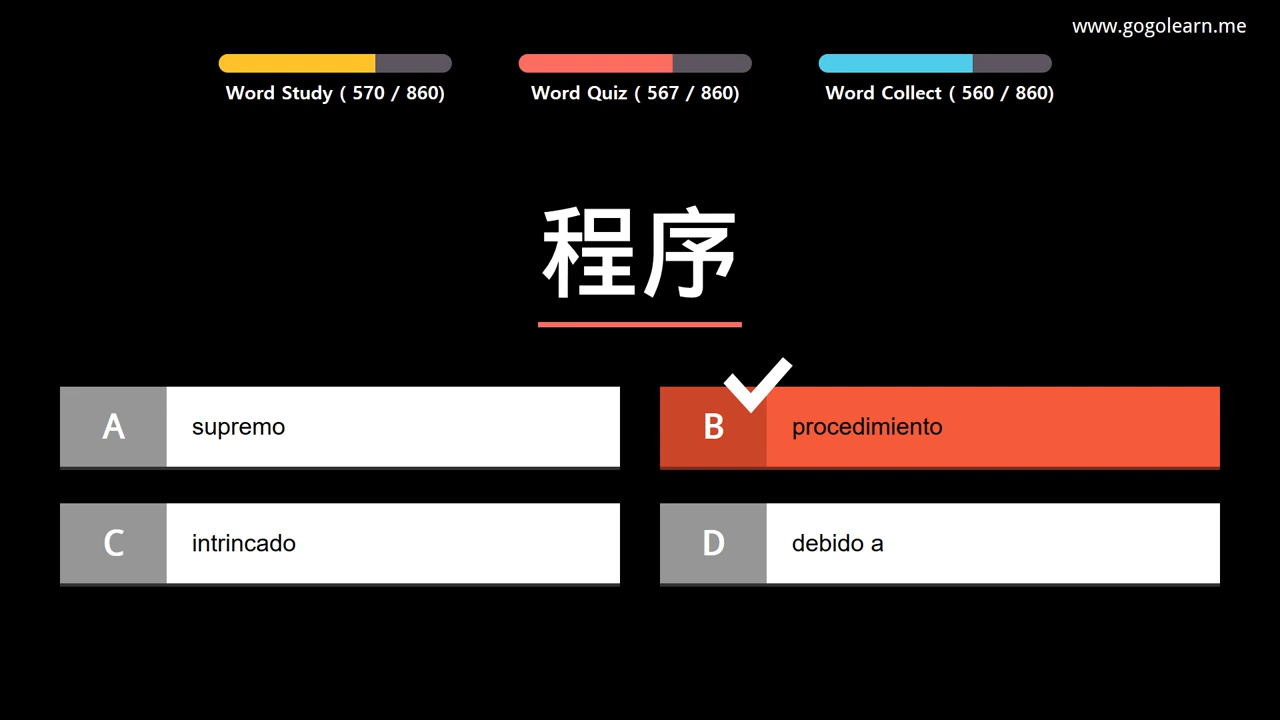 www.gogolearn.me
Word Study ( 570 / 860)
Word Quiz ( 567 / 860)
Word Collect ( 560 / 860)
程序
A supremo
B procedimiento
C intrincado
D debido a